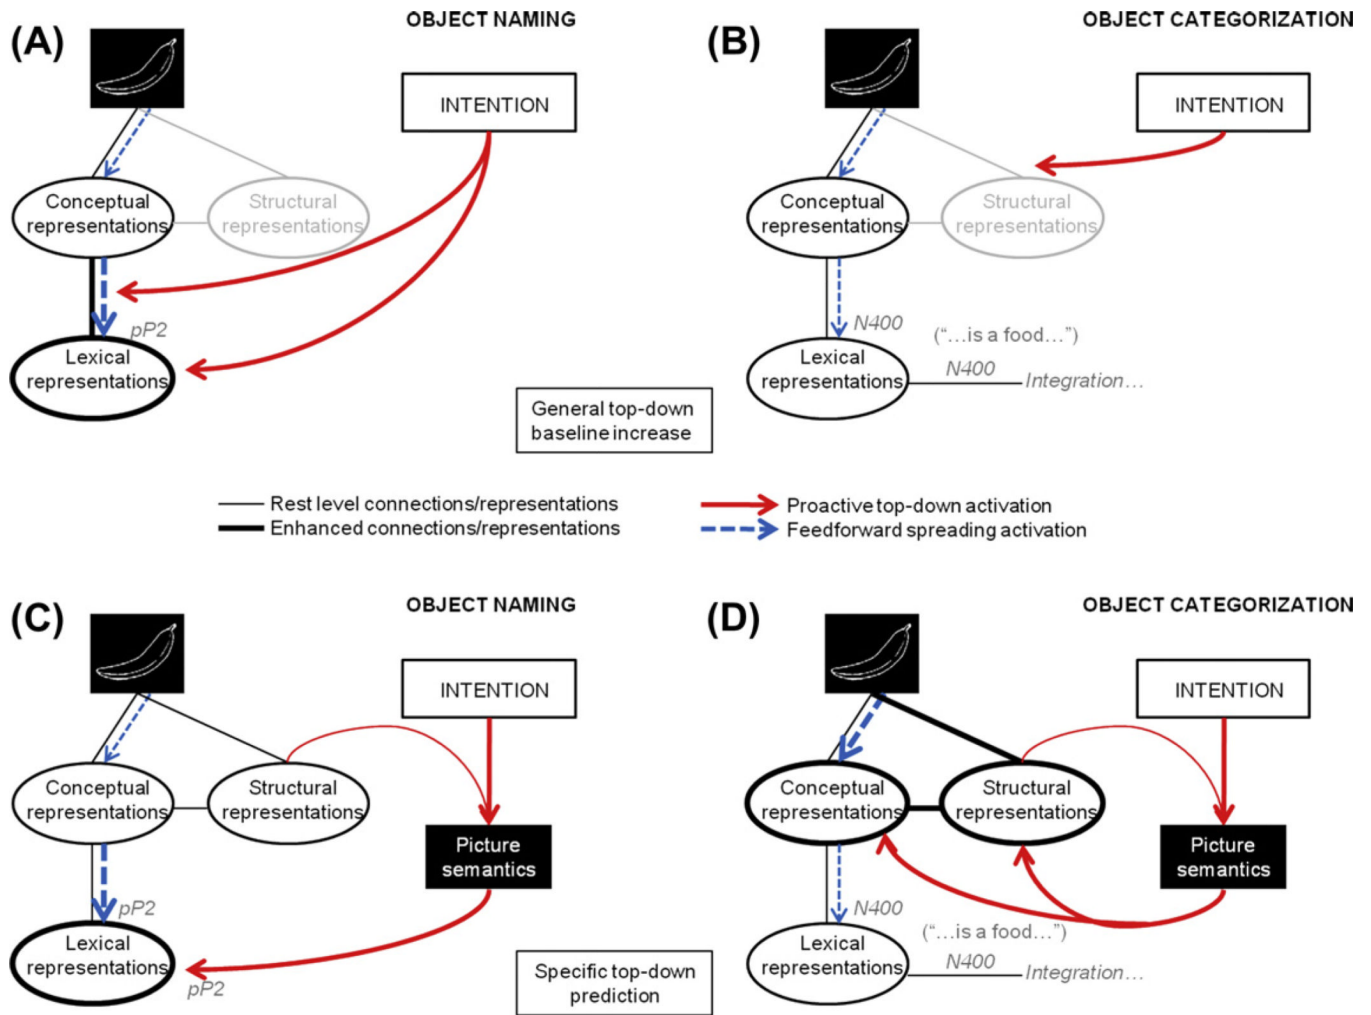 (A)
OBJECT NAMING
INTENTION
Conceptual
representations
Structural
representations
pP2
Lexical
representations
General top-down
baseline increase
(B)
OBJECT CATEGORIZATION
INTENTION
Conceptual
representations
Structural
representations
N400
("...is a food...")
Lexical
representations
N400
Integration...
Rest level connections/representations
Enhanced connections/representations
Proactive top-down activation
Feedforward spreading activation
(C)
OBJECT NAMING
INTENTION
Conceptual
representations
Structural
representations
Picture
semantics
pP2
Lexical
representations
pP2
Specific top-down
prediction
(D)
OBJECT CATEGORIZATION
INTENTION
Conceptual
representations
Structural
representations
Picture
semantics
N400
("...is a food...")
Lexical
representations
N400
Integration...